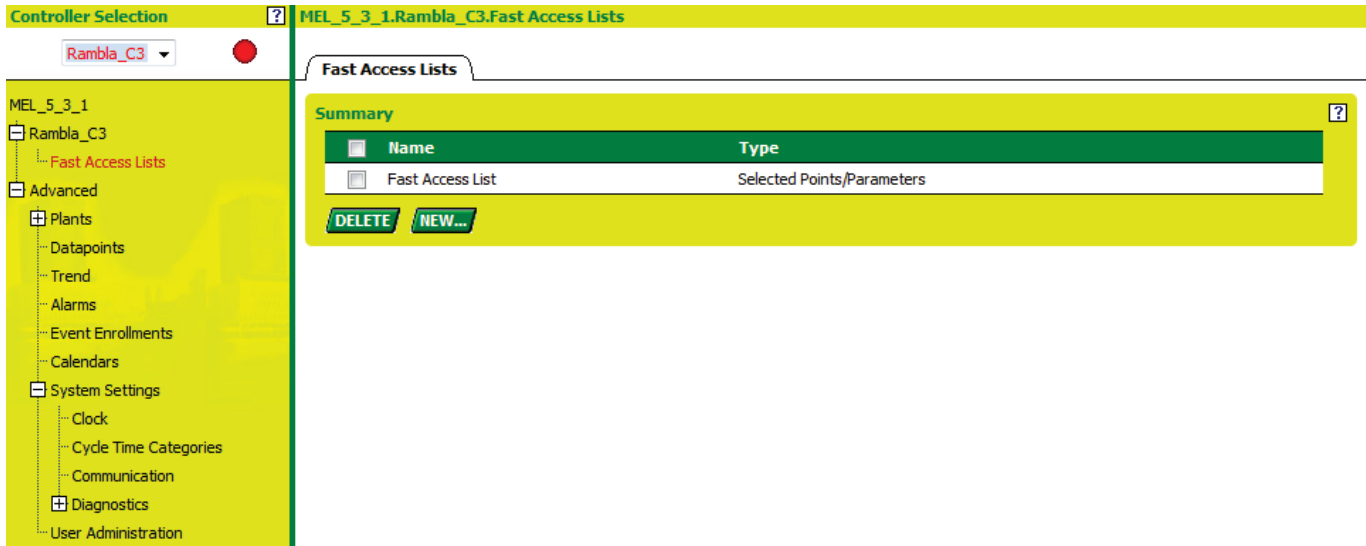 Controller Selection ?
Rambla_C3
MEL_5_3_1
Rambla_C3
Fast Access Lists
Advanced
Plants
Datapoints
Trend
Alarms
Event Enrollments
Calendars
System Settings
Clock
Cycle Time Categories
Communication
Diagnostics
User Administration
MEL_5_3_1.Rambla_C3.Fast Access Lists
Fast Access Lists
Summary ?
Name Type
Fast Access List Selected Points/Parameters
DELETE NEW...